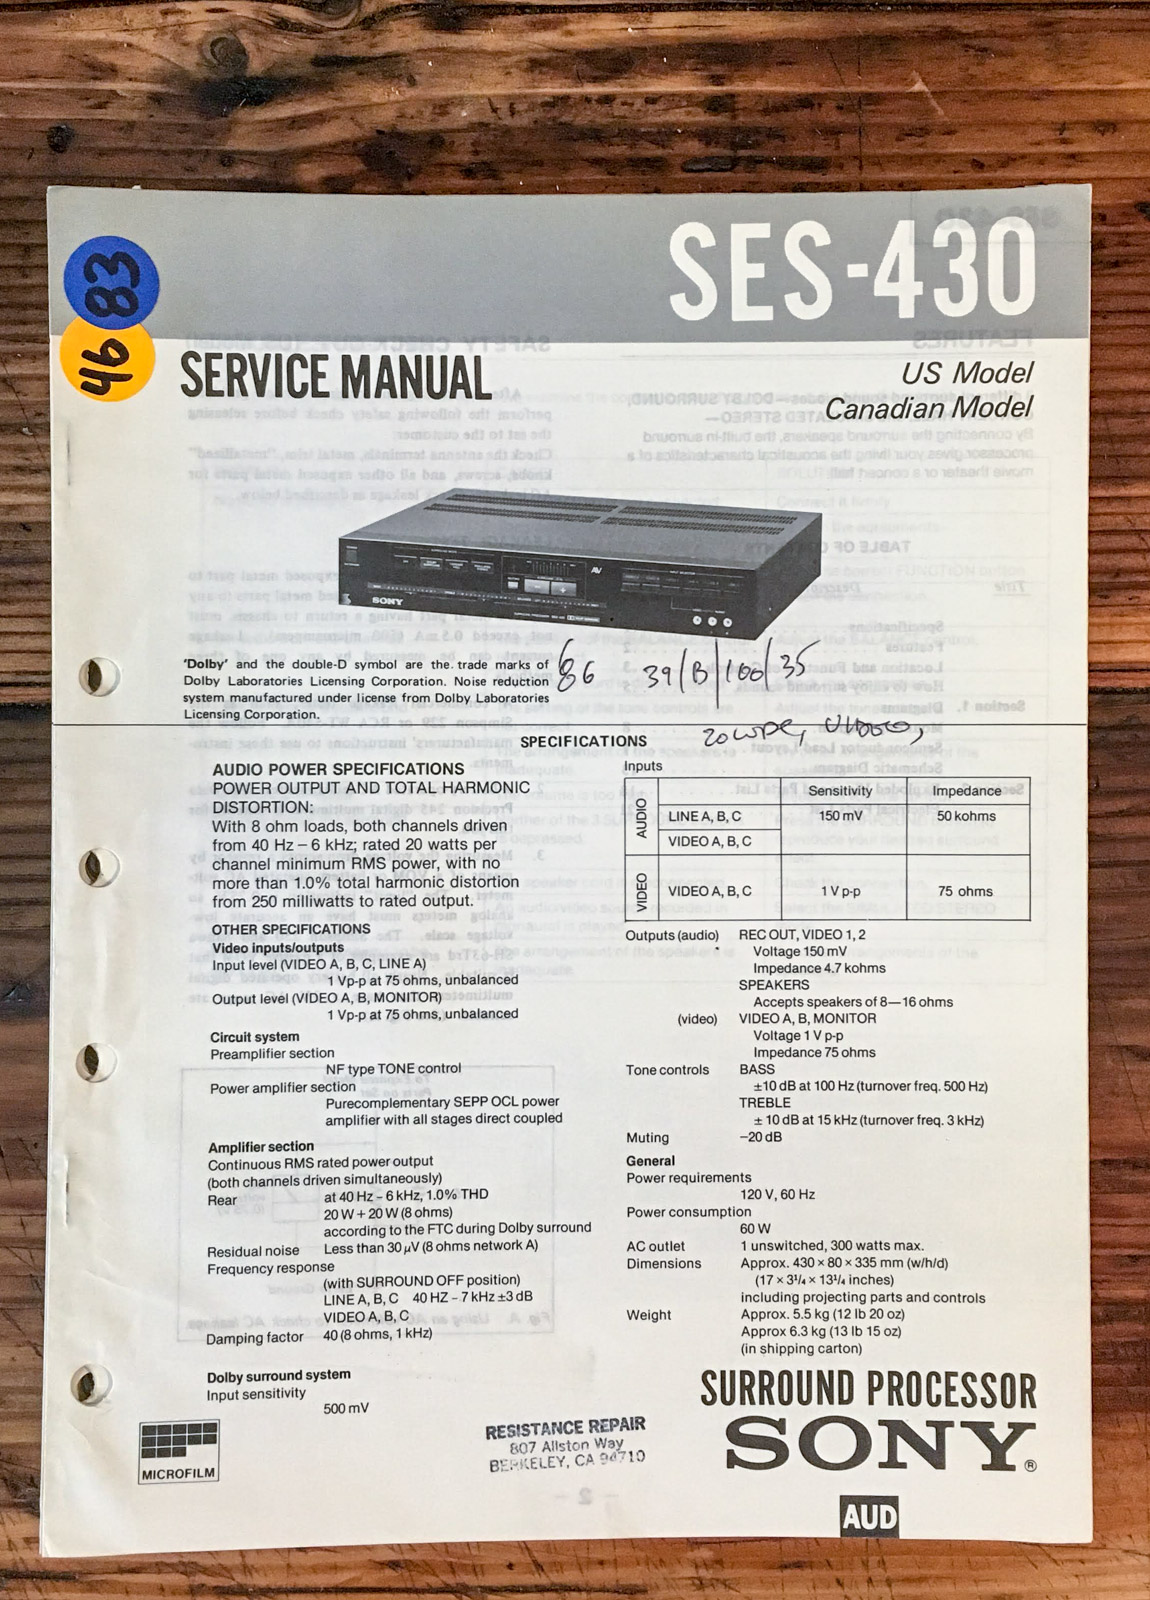 SES-430
83
46
SERVICE MANUAL
US Model
Canadian Model
SONY
AV
'Dolby' and the double-D symbol are the trade marks of
Dolby Laboratories Licensing Corporation. Noise reduction
system manufactured under license from Dolby Laboratories
Licensing Corporation.
86 39/B/100/35
20 wpc, VIDEO,
SPECIFICATIONS
AUDIO POWER SPECIFICATIONS
POWER OUTPUT AND TOTAL HARMONIC
DISTORTION:
With 8 ohm loads, both channels driven
from 40 Hz – 6 kHz; rated 20 watts per
channel minimum RMS power, with no
more than 1.0% total harmonic distortion
from 250 milliwatts to rated output.
OTHER SPECIFICATIONS
Video inputs/outputs
Input level (VIDEO A, B, C, LINE A)
1 Vp-p at 75 ohms, unbalanced
Output level (VIDEO A, B, MONITOR)
1 Vp-p at 75 ohms, unbalanced
Circuit system
Preamplifier section
NF type TONE control
Power amplifier section
Purecomplementary SEPP OCL power
amplifier with all stages direct coupled
Amplifier section
Continuous RMS rated power output
(both channels driven simultaneously)
Rear at 40 Hz – 6 kHz, 1.0% THD
20 W + 20 W (8 ohms)
according to the FTC during Dolby surround
Residual noise Less than 30 μV (8 ohms network A)
Frequency response
(with SURROUND OFF position)
LINE A, B, C 40 HZ – 7 kHz ±3 dB
VIDEO A, B, C
Damping factor 40 (8 ohms, 1 kHz)
Dolby surround system
Input sensitivity
500 mV
Inputs
Sensitivity Impedance
AUDIO LINE A, B, C 150 mV 50 kohms
VIDEO A, B, C
VIDEO VIDEO A, B, C 1 V p-p 75 ohms
Outputs (audio) REC OUT, VIDEO 1, 2
Voltage 150 mV
Impedance 4.7 kohms
SPEAKERS
Accepts speakers of 8—16 ohms
(video) VIDEO A, B, MONITOR
Voltage 1 V p-p
Impedance 75 ohms
Tone controls BASS
±10 dB at 100 Hz (turnover freq. 500 Hz)
TREBLE
± 10 dB at 15 kHz (turnover freq. 3 kHz)
Muting –20 dB
General
Power requirements
120 V, 60 Hz
Power consumption
60 W
AC outlet 1 unswitched, 300 watts max.
Dimensions Approx. 430 × 80 × 335 mm (w/h/d)
(17 × 3 1/4 × 13 1/4 inches)
including projecting parts and controls
Weight Approx. 5.5 kg (12 lb 20 oz)
Approx 6.3 kg (13 lb 15 oz)
(in shipping carton)
SURROUND PROCESSOR
SONY®
MICROFILM
RESISTANCE REPAIR
807 Allston Way
BERKELEY, CA 94710
AUD